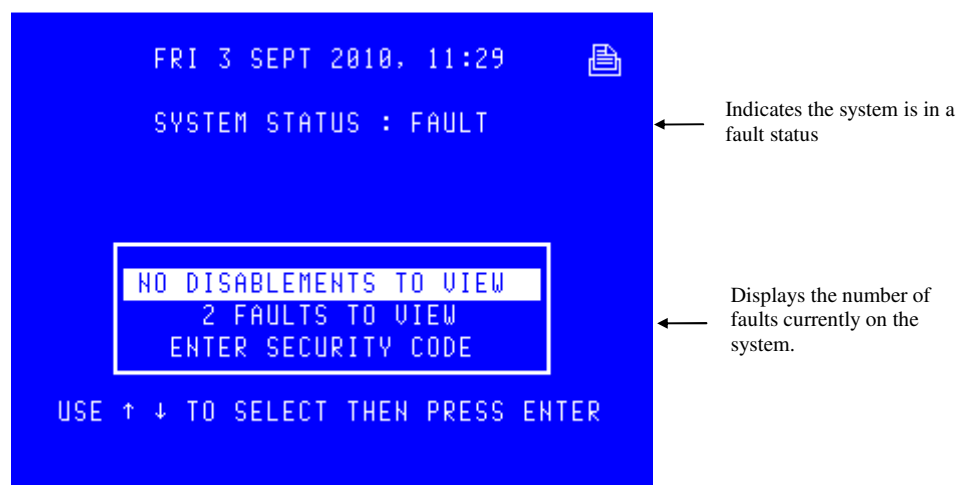 FRI 3 SEPT 2010, 11:29
SYSTEM STATUS : FAULT
Indicates the system is in a
fault status
NO DISABLEMENTS TO VIEW
2 FAULTS TO VIEW
ENTER SECURITY CODE
Displays the number of
faults currently on the
system.
USE ↑ ↓ TO SELECT THEN PRESS ENTER